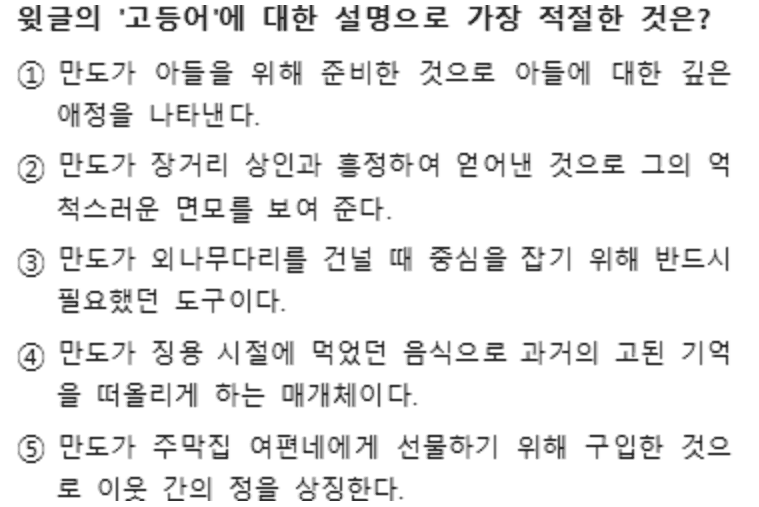 윗글의 '고등어'에 대한 설명으로 가장 적절한 것은?
① 만도가 아들을 위해 준비한 것으로 아들에 대한 깊은
애정을 나타낸다.
② 만도가 장거리 상인과 흥정하여 얻어낸 것으로 그의 억
척스러운 면모를 보여 준다.
③ 만도가 외나무다리를 건널 때 중심을 잡기 위해 반드시
필요했던 도구이다.
④ 만도가 징용 시절에 먹었던 음식으로 과거의 고된 기억
을 떠올리게 하는 매개체이다.
⑤ 만도가 주막집 여편네에게 선물하기 위해 구입한 것으
로 이웃 간의 정을 상징한다.